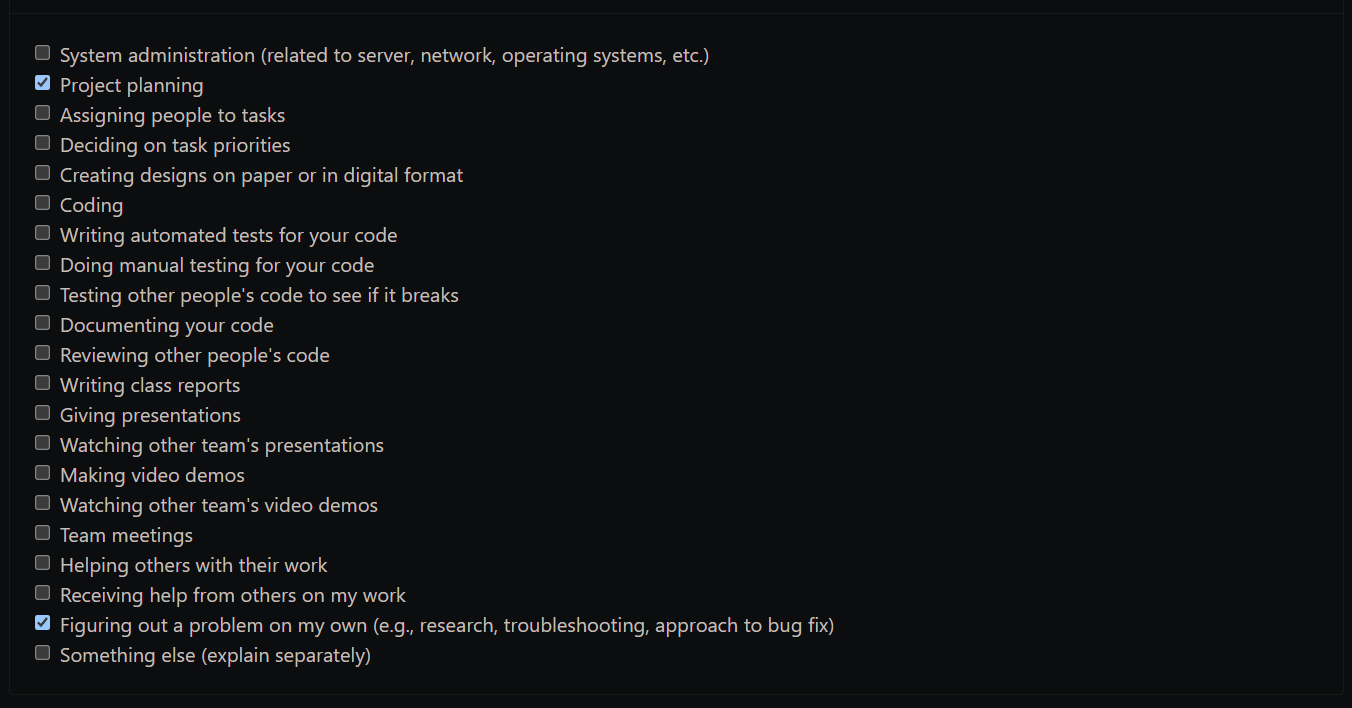 System administration (related to server, network, operating systems, etc.)
Project planning
Assigning people to tasks
Deciding on task priorities
Creating designs on paper or in digital format
Coding
Writing automated tests for your code
Doing manual testing for your code
Testing other people's code to see if it breaks
Documenting your code
Reviewing other people's code
Writing class reports
Giving presentations
Watching other team's presentations
Making video demos
Watching other team's video demos
Team meetings
Helping others with their work
Receiving help from others on my work
Figuring out a problem on my own (e.g., research, troubleshooting, approach to bug fix)
Something else (explain separately)